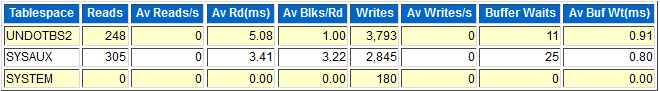 Tablespace Reads Av Reads/s Av Rd(ms) Av Blks/Rd Writes Av Writes/s Buffer Waits Av Buf Wt(ms)
UNDOTBS2 248 0 5.08 1.00 3,793 0 11 0.91
SYSAUX 305 0 3.41 3.22 2,845 0 25 0.80
SYSTEM 0 0 0.00 0.00 180 0 0 0.00